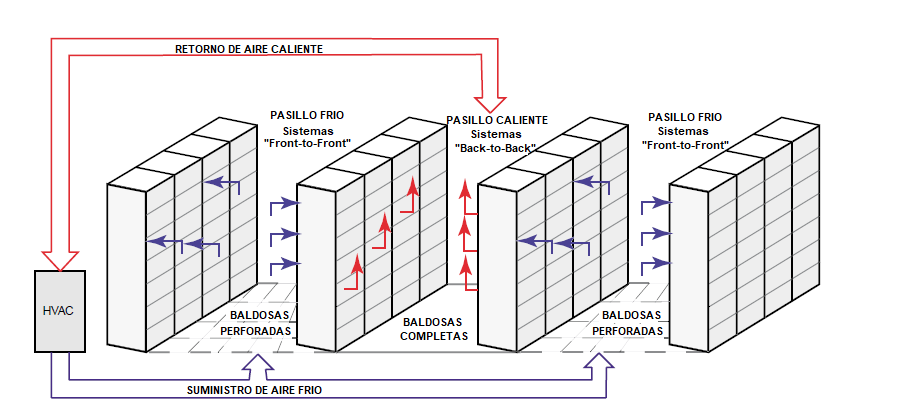 RETORNO DE AIRE CALIENTE
PASILLO FRIO
Sistemas
"Front-to-Front"
PASILLO CALIENTE
Sistemas
"Back-to-Back"
PASILLO FRIO
Sistemas
"Front-to-Front"
HVAC
BALDOSAS
PERFORADAS
BALDOSAS
COMPLETAS
BALDOSAS
PERFORADAS
SUMINISTRO DE AIRE FRIO